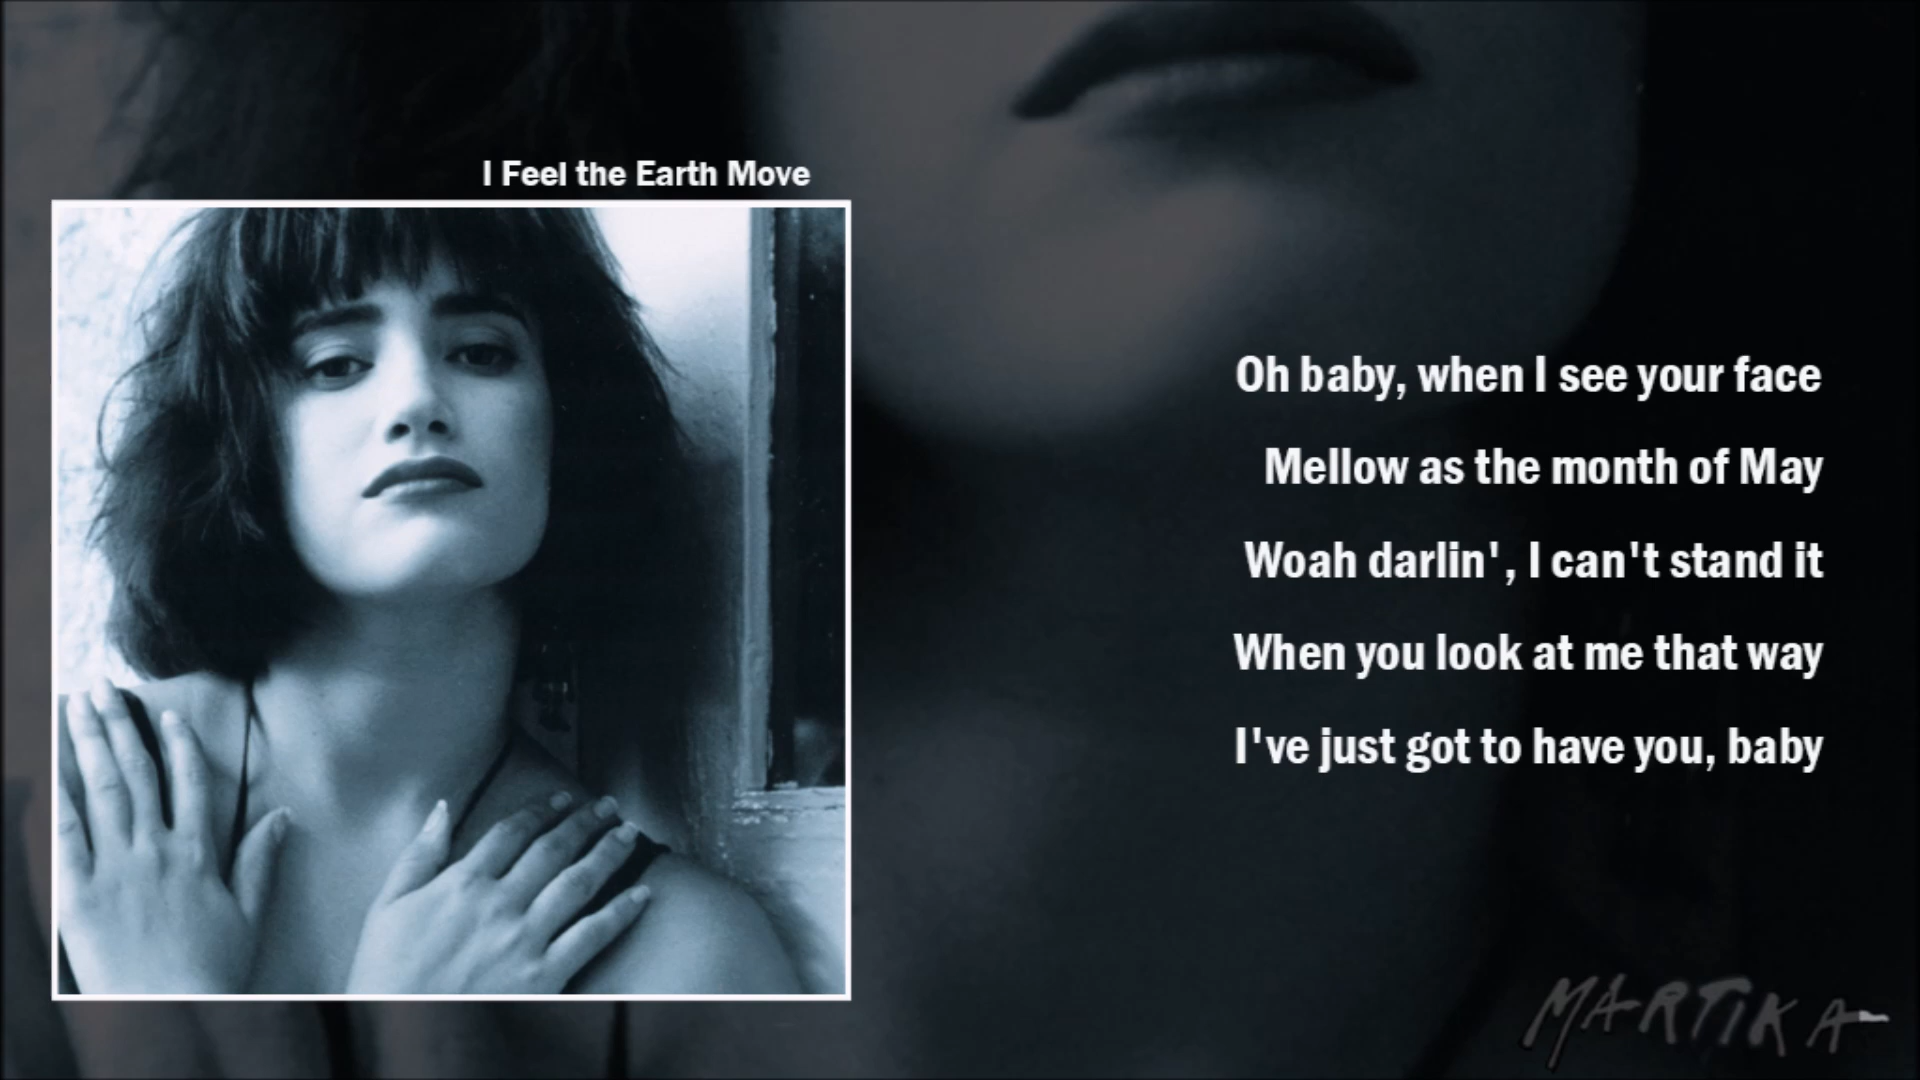 I Feel the Earth Move
Oh baby, when I see your face
Mellow as the month of May
Woah darlin', I can't stand it
When you look at me that way
I've just got to have you, baby
MARTIKA